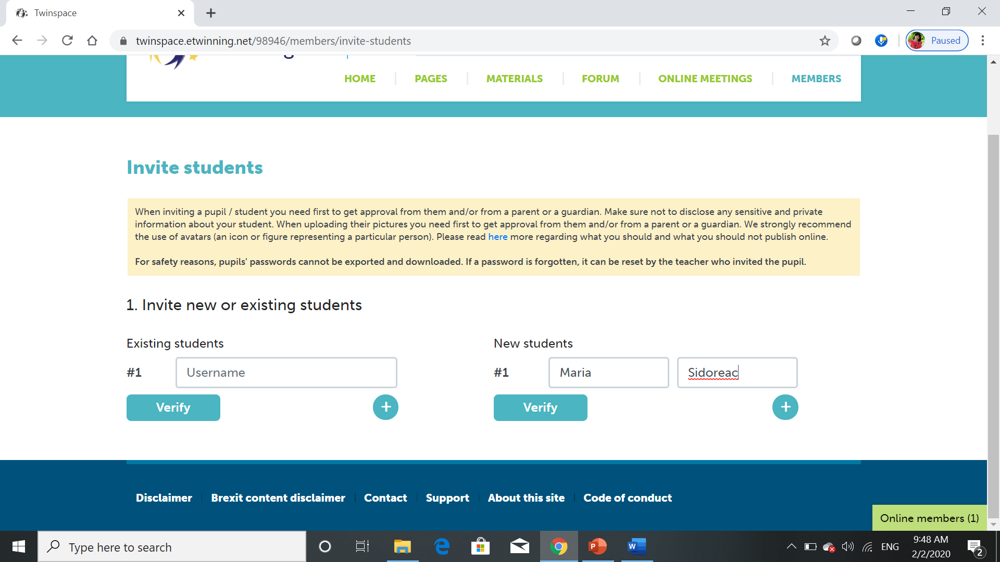 Twinspace
twinspace.etwinning.net/98946/members/invite-students
Paused
HOME
PAGES
MATERIALS
FORUM
ONLINE MEETINGS
MEMBERS
Invite students
When inviting a pupil / student you need first to get approval from them and/or from a parent or a guardian. Make sure not to disclose any sensitive and private
information about your student. When uploading their pictures you need first to get approval from them and/or from a parent or a guardian. We strongly recommend
the use of avatars (an icon or figure representing a particular person). Please read here more regarding what you should and what you should not publish online.
For safety reasons, pupils' passwords cannot be exported and downloaded. If a password is forgotten, it can be reset by the teacher who invited the pupil.
1. Invite new or existing students
Existing students
New students
#1
Username
#1
Maria
Sidoreac
Verify
+
Verify
+
Disclaimer
Brexit content disclaimer
Contact
Support
About this site
Code of conduct
Online members (1)
Type here to search
P
W
ENG
9:48 AM
2/2/2020
2